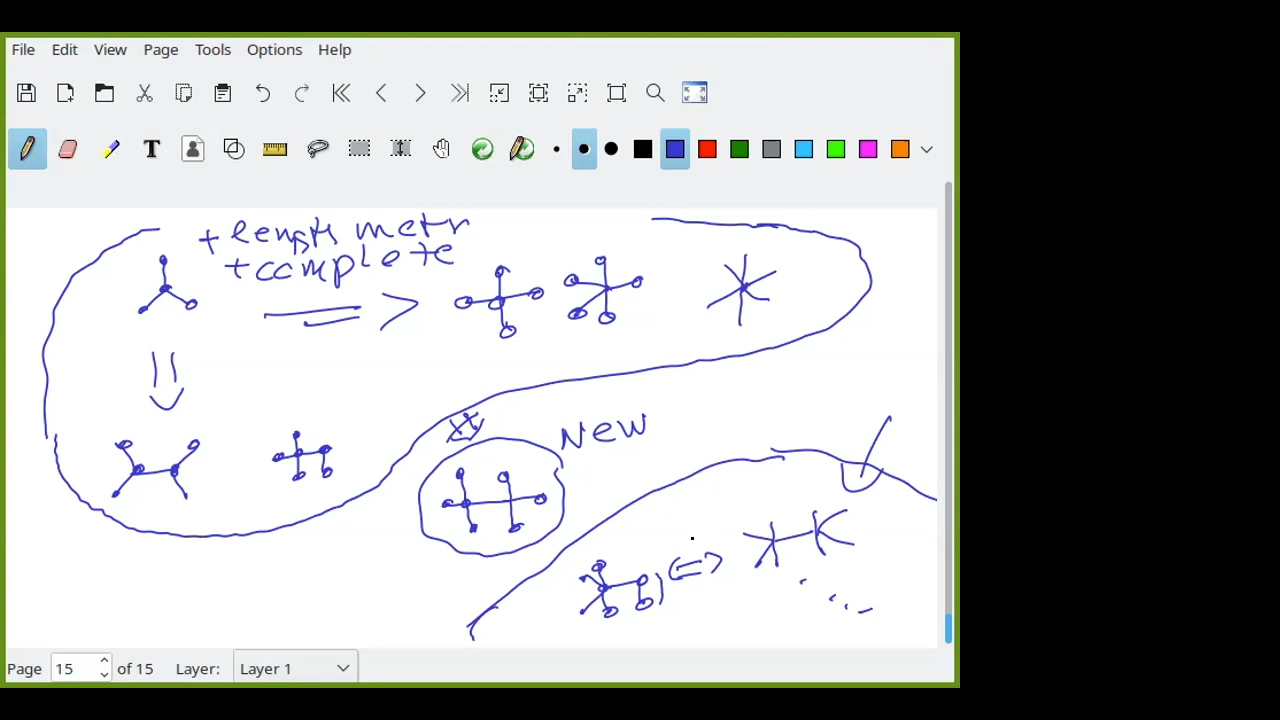 File Edit View Page Tools Options Help
T
+ length metr
+ complete
New
Page 15 of 15 Layer: Layer 1